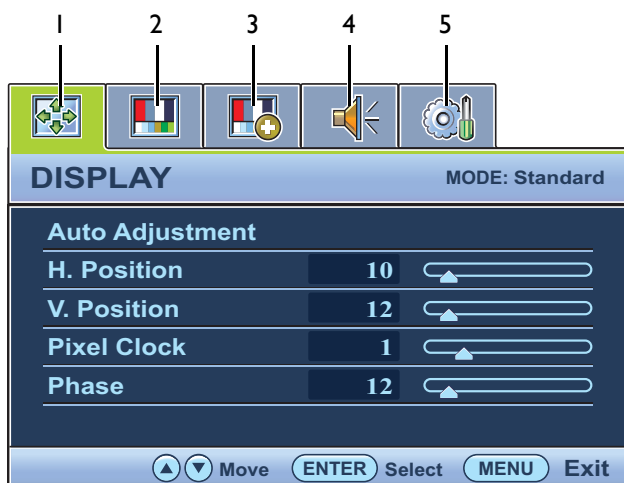 1 2 3 4 5
DISPLAY MODE: Standard
Auto Adjustment
H. Position 10
V. Position 12
Pixel Clock 1
Phase 12
Move ENTER Select MENU Exit